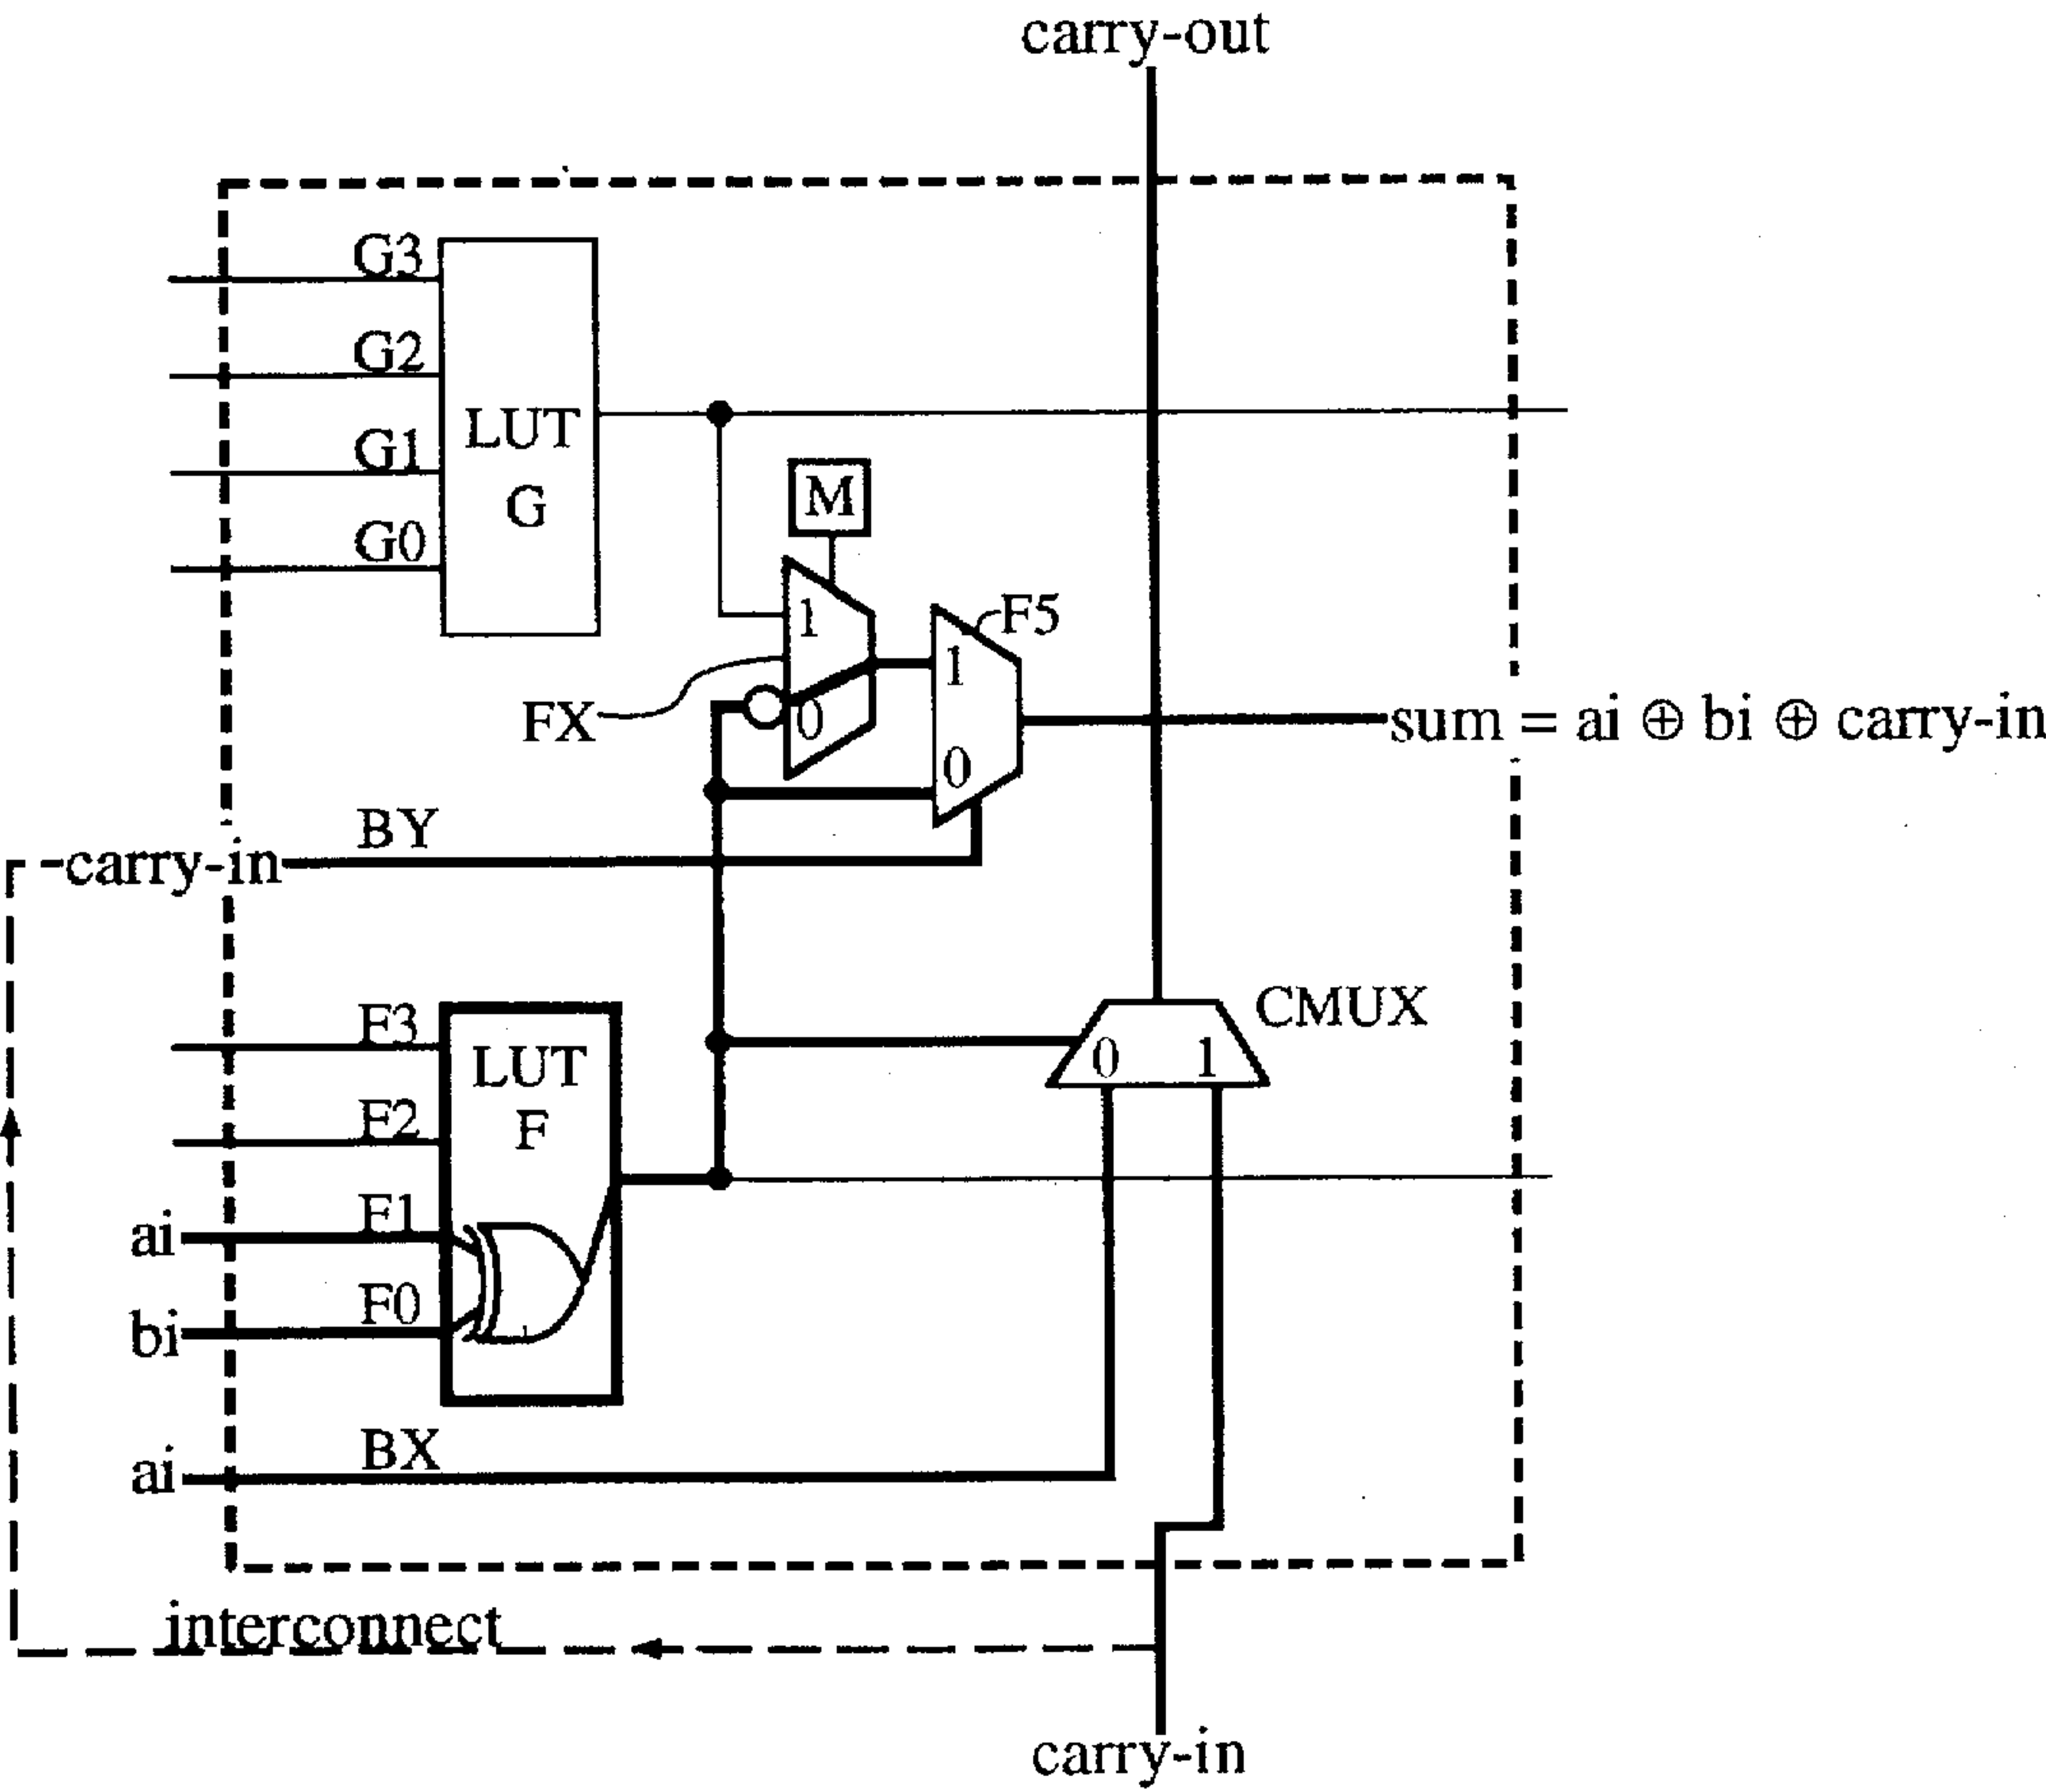 carry-out
G3
G2
LUT
G
G1
M
G0
1
F5
1
FX
0
sum = ai ⊕ bi ⊕ carry-in
0
BY
carry-in
F3
CMUX
LUT
F
0 1
F2
ai
F1
bi
F0
BX
ai
interconnect
carry-in